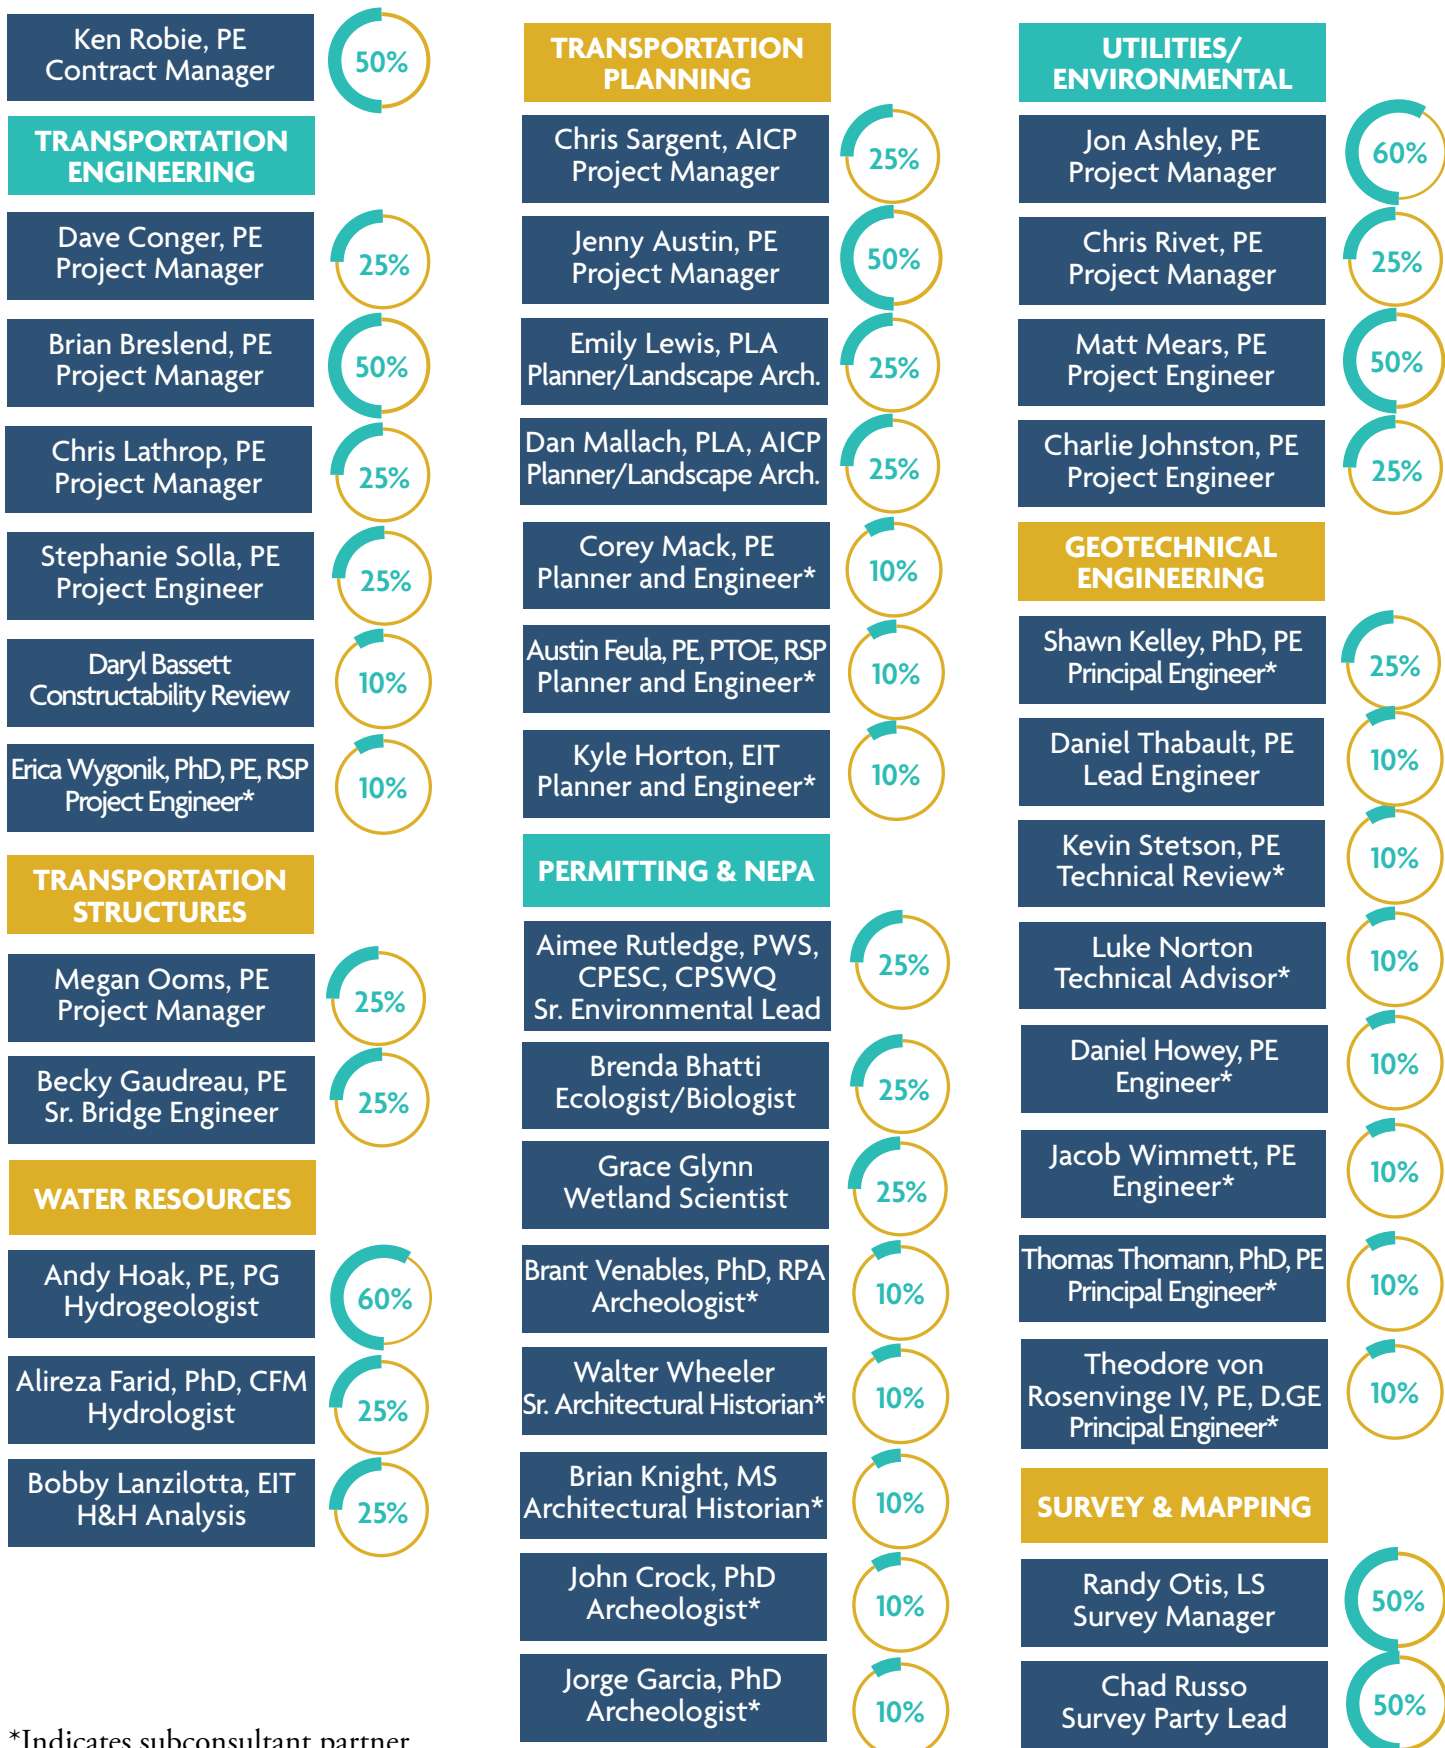 Ken Robie, PE
Contract Manager
50%
TRANSPORTATION
ENGINEERING
Dave Conger, PE
Project Manager
25%
Brian Breslend, PE
Project Manager
50%
Chris Lathrop, PE
Project Manager
25%
Stephanie Solla, PE
Project Engineer
25%
Daryl Bassett
Constructability Review
10%
Erica Wygonik, PhD, PE, RSP
Project Engineer*
10%
TRANSPORTATION
STRUCTURES
Megan Ooms, PE
Project Manager
25%
Becky Gaudreau, PE
Sr. Bridge Engineer
25%
WATER RESOURCES
Andy Hoak, PE, PG
Hydrogeologist
60%
Alireza Farid, PhD, CFM
Hydrologist
25%
Bobby Lanzilotta, EIT
H&H Analysis
25%
*Indicates subconsultant partner
TRANSPORTATION
PLANNING
Chris Sargent, AICP
Project Manager
25%
Jenny Austin, PE
Project Manager
50%
Emily Lewis, PLA
Planner/Landscape Arch.
25%
Dan Mallach, PLA, AICP
Planner/Landscape Arch.
25%
Corey Mack, PE
Planner and Engineer*
10%
Austin Feula, PE, PTOE, RSP
Planner and Engineer*
10%
Kyle Horton, EIT
Planner and Engineer*
10%
PERMITTING & NEPA
Aimee Rutledge, PWS,
CPESC, CPSWQ
Sr. Environmental Lead
25%
Brenda Bhatti
Ecologist/Biologist
25%
Grace Glynn
Wetland Scientist
25%
Brant Venables, PhD, RPA
Archeologist*
10%
Walter Wheeler
Sr. Architectural Historian*
10%
Brian Knight, MS
Architectural Historian*
10%
John Crock, PhD
Archeologist*
10%
Jorge Garcia, PhD
Archeologist*
10%
UTILITIES/
ENVIRONMENTAL
Jon Ashley, PE
Project Manager
60%
Chris Rivet, PE
Project Manager
25%
Matt Mears, PE
Project Engineer
50%
Charlie Johnston, PE
Project Engineer
25%
GEOTECHNICAL
ENGINEERING
Shawn Kelley, PhD, PE
Principal Engineer*
25%
Daniel Thabault, PE
Lead Engineer
10%
Kevin Stetson, PE
Technical Review*
10%
Luke Norton
Technical Advisor*
10%
Daniel Howey, PE
Engineer*
10%
Jacob Wimmett, PE
Engineer*
10%
Thomas Thomann, PhD, PE
Principal Engineer*
10%
Theodore von
Rosenvinge IV, PE, D.GE
Principal Engineer*
10%
SURVEY & MAPPING
Randy Otis, LS
Survey Manager
50%
Chad Russo
Survey Party Lead
50%